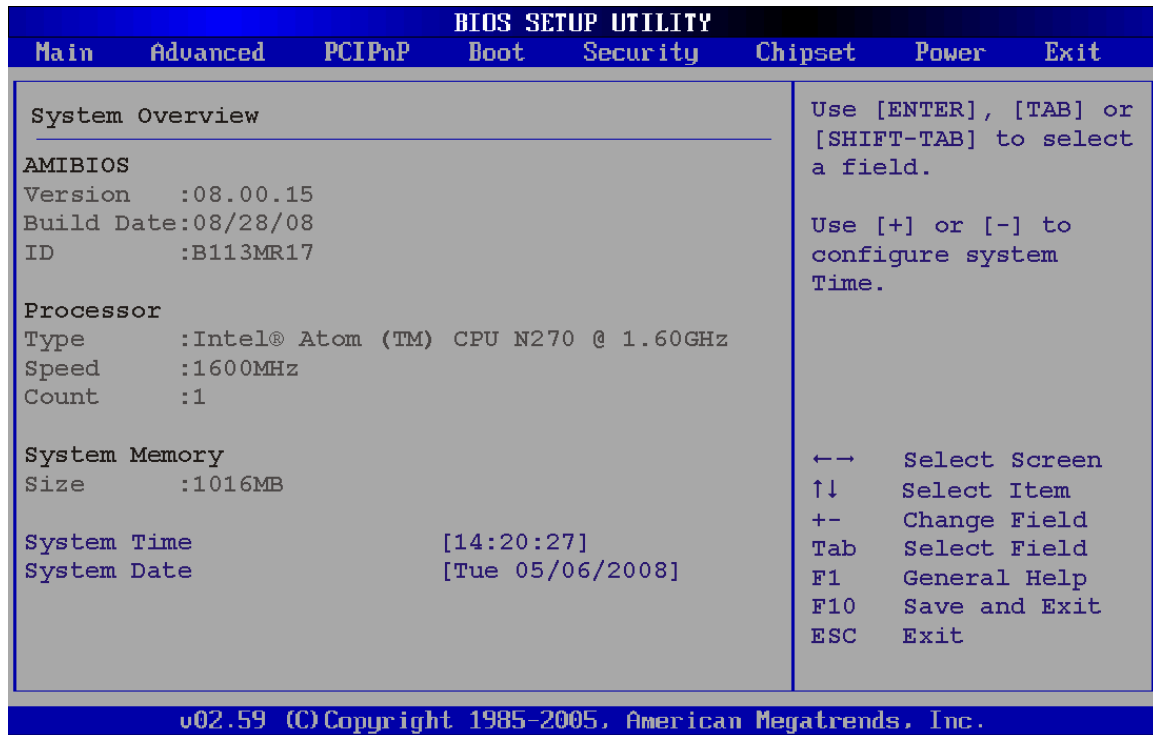 BIOS SETUP UTILITY
Main Advanced PCIPnP Boot Security Chipset Power Exit
System Overview
AMIBIOS
Version :08.00.15
Build Date:08/28/08
ID :B113MR17
Processor
Type :Intel® Atom (TM) CPU N270 @ 1.60GHz
Speed :1600MHz
Count :1
System Memory
Size :1016MB
System Time [14:20:27]
System Date [Tue 05/06/2008]
Use [ENTER], [TAB] or
[SHIFT-TAB] to select
a field.
Use [+] or [-] to
configure system
Time.
←→ Select Screen
↑↓ Select Item
+- Change Field
Tab Select Field
F1 General Help
F10 Save and Exit
ESC Exit
v02.59 (C)Copyright 1985-2005, American Megatrends, Inc.